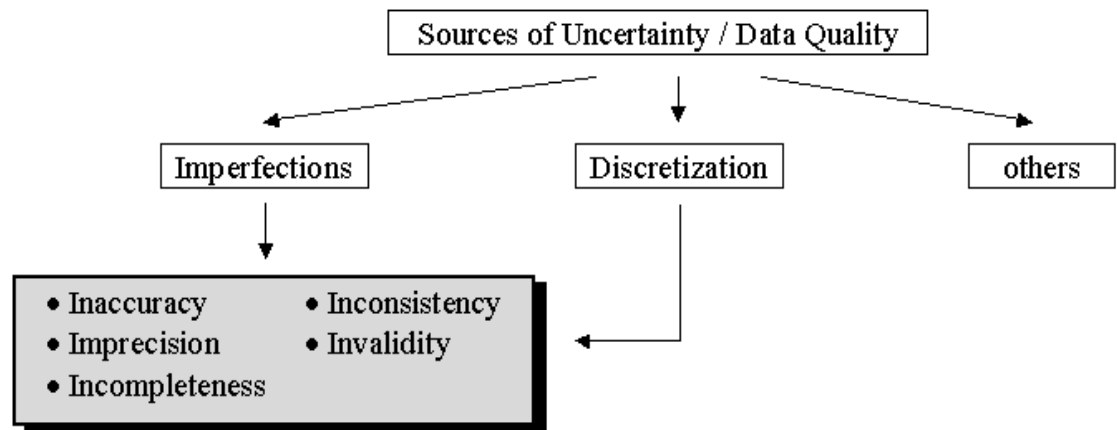 Sources of Uncertainty / Data Quality
Imperfections
Discretization
others
• Inaccuracy
• Imprecision
• Incompleteness
• Inconsistency
• Invalidity